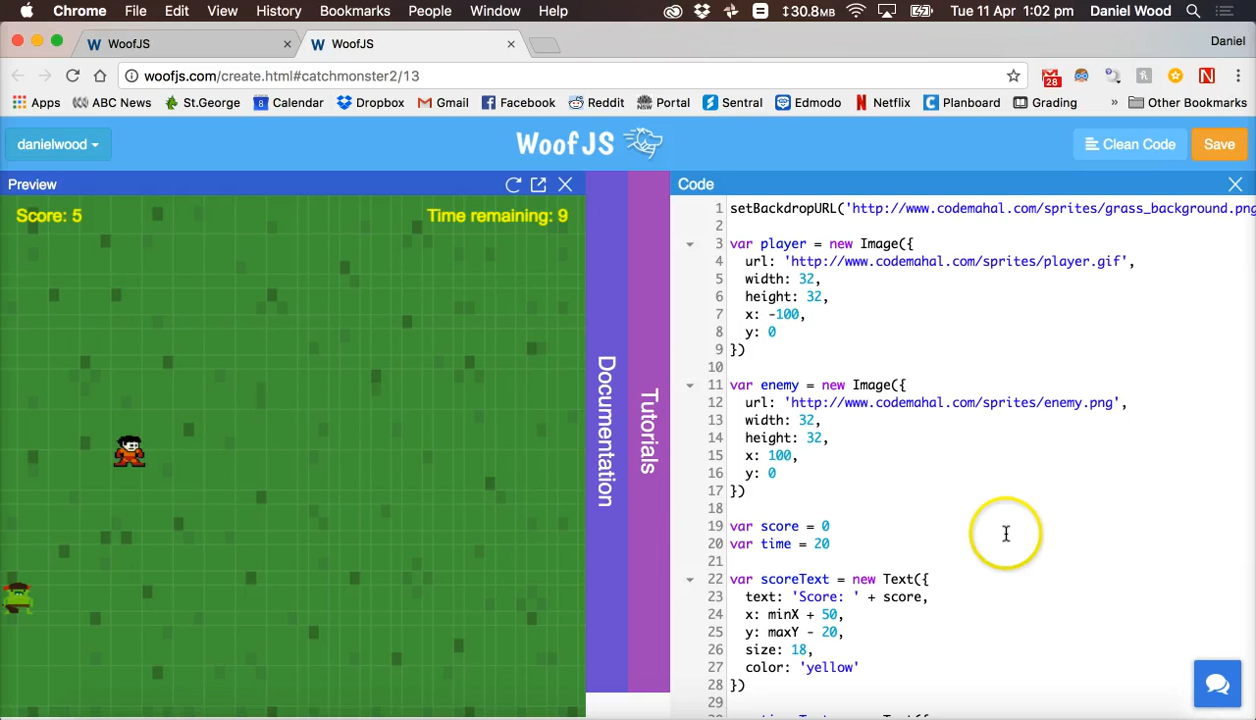 Chrome File Edit View History Bookmarks People Window Help 30.8MB/s Tue 11 Apr 1:02 pm Daniel Wood
WoofJS × WoofJS × Daniel
woofjs.com/create.html#catchmonster2/13 28 N
Apps ABC News St.George 8 Calendar Dropbox Gmail Facebook Reddit Portal Sentral Edmodo Netflix Planboard Grading » Other Bookmarks
danielwood WoofJS Clean Code Save
Preview
Score: 5 Time remaining: 9
Documentation
Tutorials
Code
1 setBackdropURL('http://www.codemahal.com/sprites/grass_background.png
2
3 var player = new Image({
4 url: 'http://www.codemahal.com/sprites/player.gif',
5 width: 32,
6 height: 32,
7 x: -100,
8 y: 0
9 })
10
11 var enemy = new Image({
12 url: 'http://www.codemahal.com/sprites/enemy.png',
13 width: 32,
14 height: 32,
15 x: 100,
16 y: 0
17 })
18
19 var score = 0
20 var time = 20
21
22 var scoreText = new Text({
23 text: 'Score: ' + score,
24 x: minX + 50,
25 y: maxY - 20,
26 size: 18,
27 color: 'yellow'
28 })
29